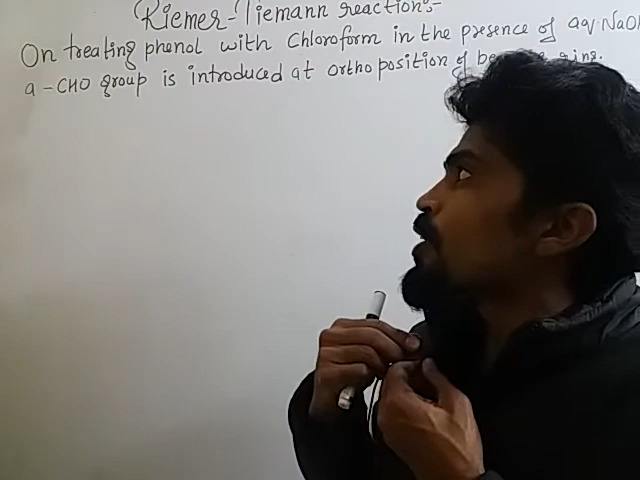 Riemer-Tiemann reaction:-
On treating phenol with Chloroform in the presence of aq
a -CHO group is introduced at ortho position of